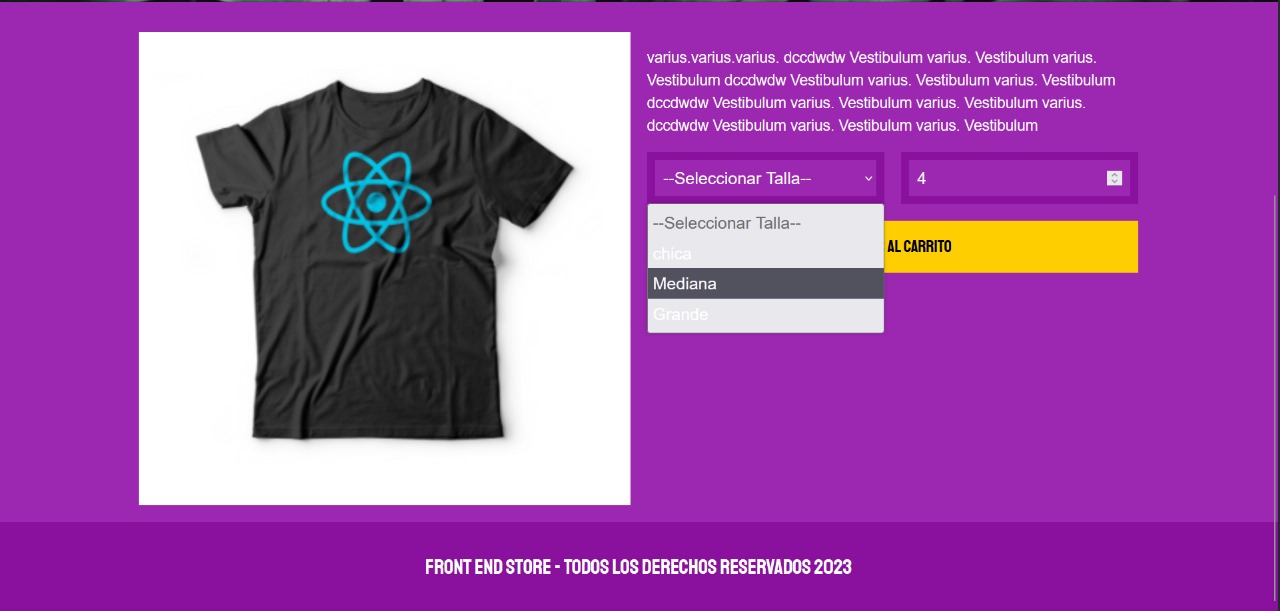 varius.varius.varius. dccdwdw Vestibulum varius. Vestibulum varius.
Vestibulum dccdwdw Vestibulum varius. Vestibulum varius. Vestibulum
dccdwdw Vestibulum varius. Vestibulum varius. Vestibulum varius.
dccdwdw Vestibulum varius. Vestibulum varius. Vestibulum
--Seleccionar Talla--
4
--Seleccionar Talla--
chica
Mediana
Grande
AL CARRITO
FRONT END STORE - TODOS LOS DERECHOS RESERVADOS 2023